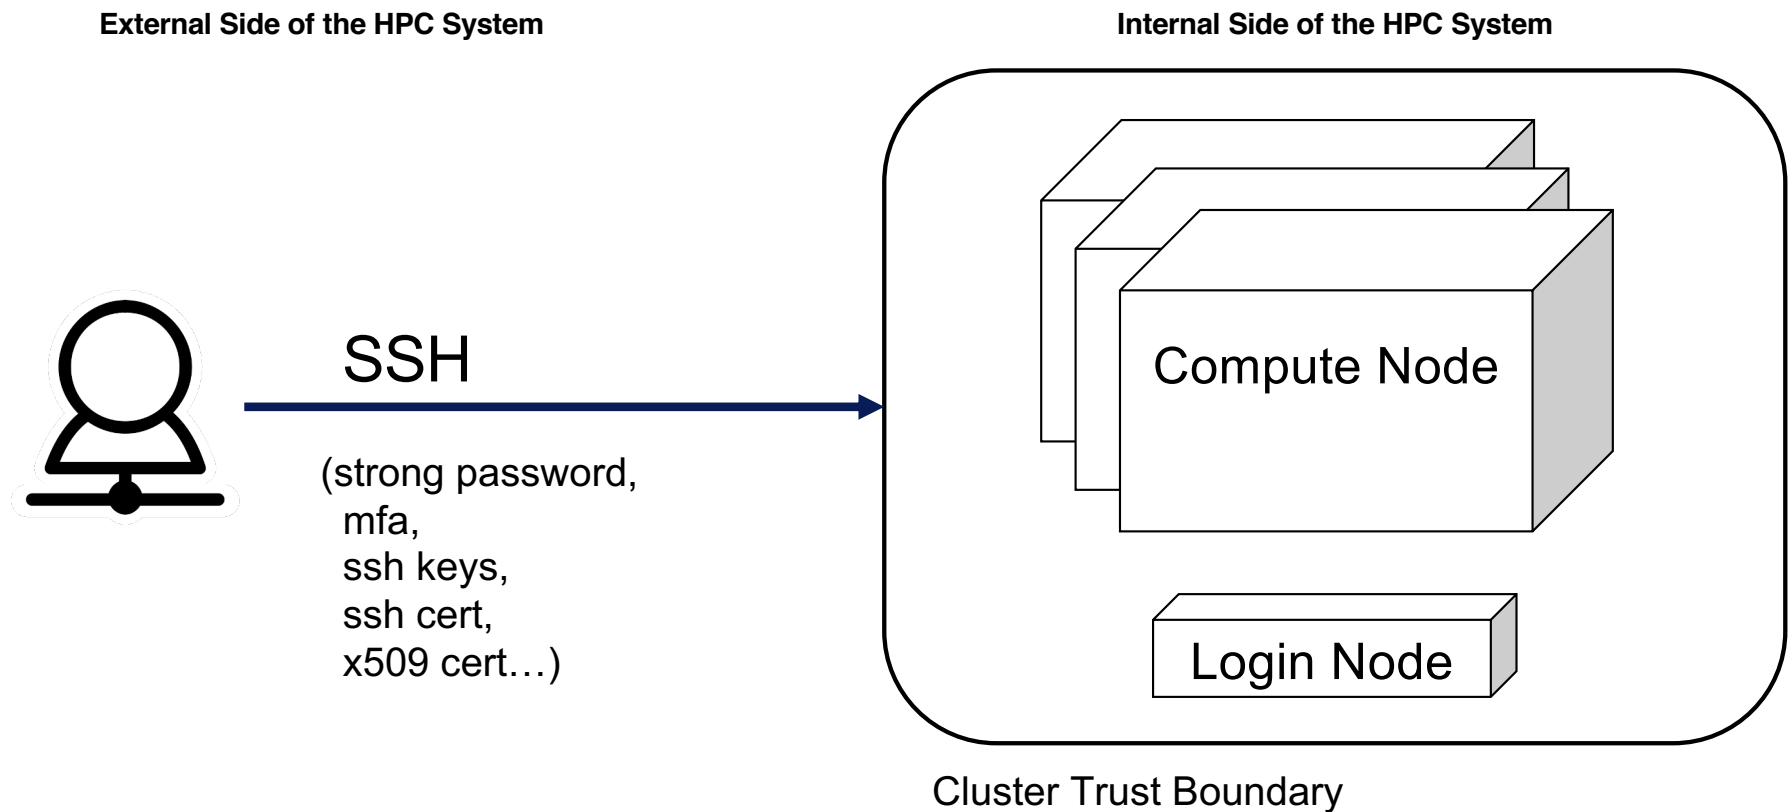 External Side of the HPC System
Internal Side of the HPC System
SSH
(strong password,
mfa,
ssh keys,
ssh cert,
x509 cert…)
Compute Node
Login Node
Cluster Trust Boundary